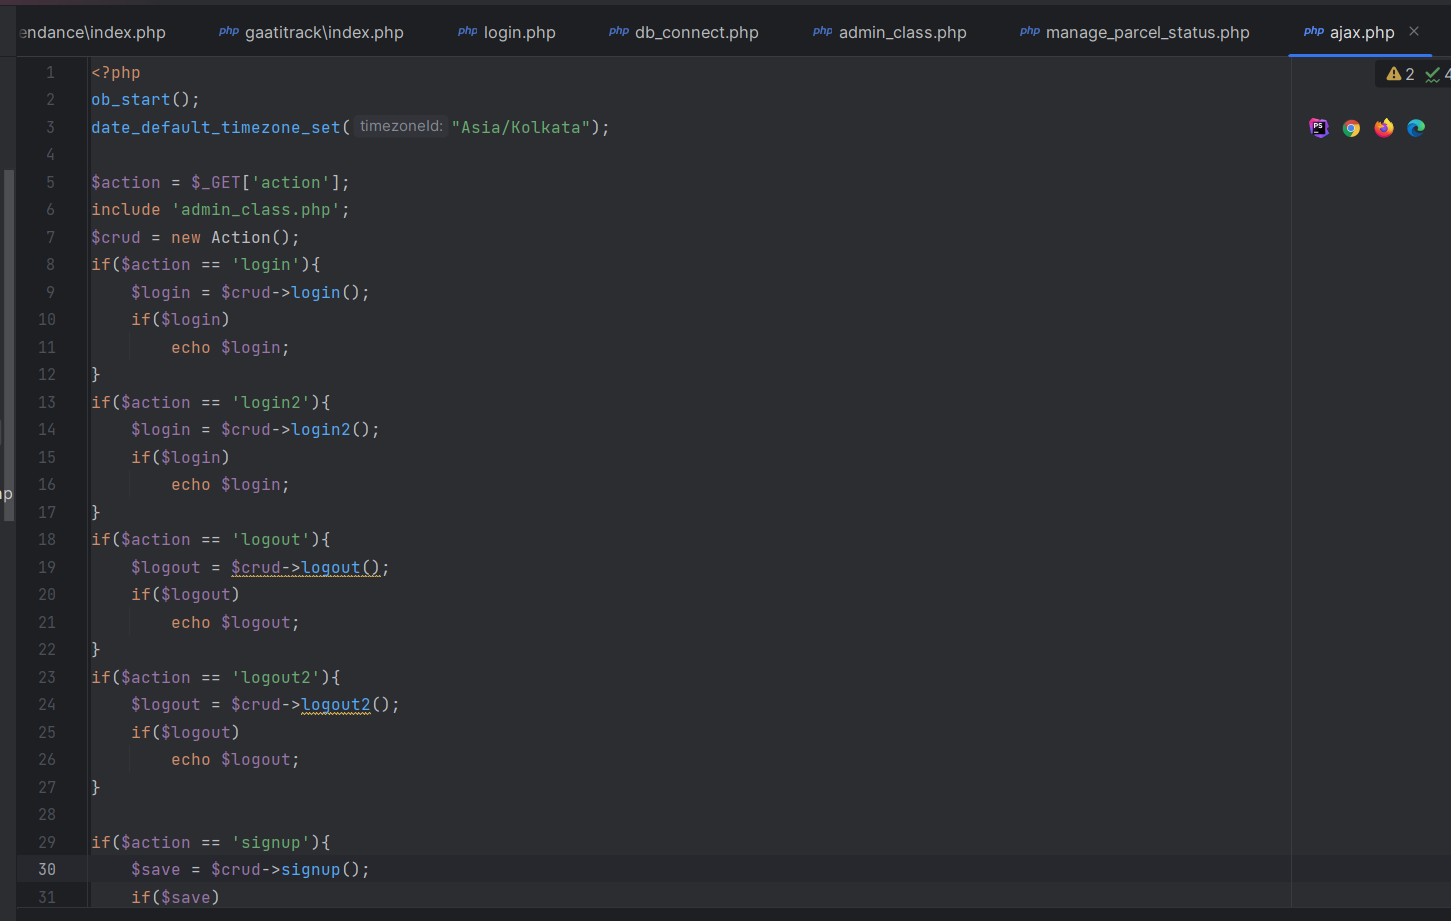 endance\index.php php gaatitrack\index.php php login.php php db_connect.php php admin_class.php php manage_parcel_status.php php ajax.php ×
2 4
1 <?php
2 ob_start();
3 date_default_timezone_set( timezoneId: "Asia/Kolkata");
4
5 $action = $_GET['action'];
6 include 'admin_class.php';
7 $crud = new Action();
8 if($action == 'login'){
9 $login = $crud->login();
10 if($login)
11 echo $login;
12 }
13 if($action == 'login2'){
14 $login = $crud->login2();
15 if($login)
16 echo $login;
17 }
18 if($action == 'logout'){
19 $logout = $crud->logout();
20 if($logout)
21 echo $logout;
22 }
23 if($action == 'logout2'){
24 $logout = $crud->logout2();
25 if($logout)
26 echo $logout;
27 }
28
29 if($action == 'signup'){
30 $save = $crud->signup();
31 if($save)